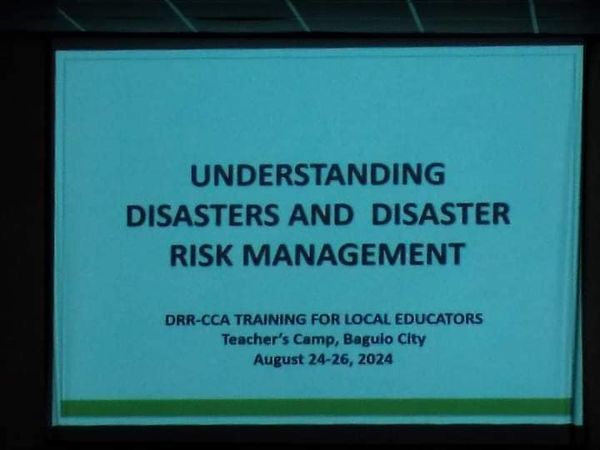 UNDERSTANDING
DISASTERS AND DISASTER
RISK MANAGEMENT
DRR-CCA TRAINING FOR LOCAL EDUCATORS
Teacher's Camp, Baguio City
August 24-26, 2024